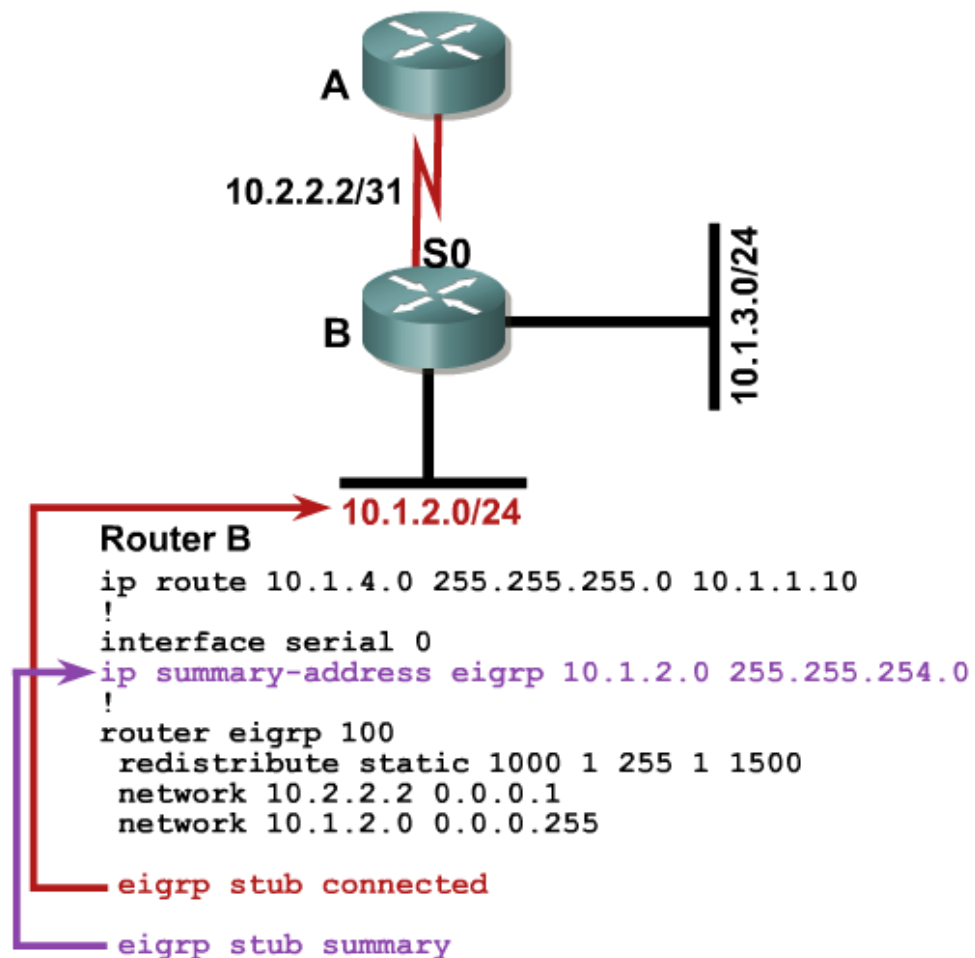 A
10.2.2.2/31
S0
B
10.1.3.0/24
10.1.2.0/24
Router B
ip route 10.1.4.0 255.255.255.0 10.1.1.10
!
interface serial 0
ip summary-address eigrp 10.1.2.0 255.255.254.0
!
router eigrp 100
redistribute static 1000 1 255 1 1500
network 10.2.2.2 0.0.0.1
network 10.1.2.0 0.0.0.255
eigrp stub connected
eigrp stub summary